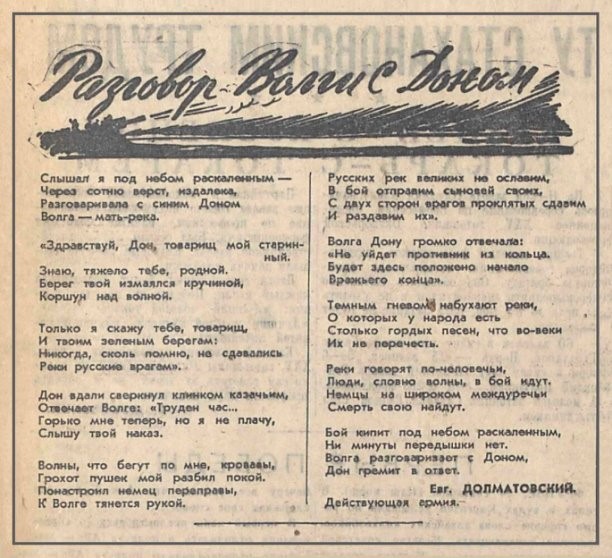 Разговор Волги с Доном
Слышал я под небом раскаленным —
Через сотню верст, издалека,
Разговаривала с синим Доном
Волга — мать-река.
«Здравствуй, Дон, товарищ мой старин-
ный.
Знаю, тяжело тебе, родной.
Берег твой измаялся кручиной,
Коршун над волной.
Только я скажу тебе, товарищ,
И твоим зеленым берегам:
Никогда, сколь помню, не сдавались
Реки русские врагам».
Дон вдали сверкнул клинком казачьим,
Отвечает Волге: «Труден час...
Горько мне теперь, но я не плачу,
Слышу твой наказ.
Волны, что бегут по мне, кровавы,
Грохот пушек мой разбил покой.
Понастроил немец переправы,
К Волге тянется рукой.
Русских рек великих не ославим,
В бой отправим сыновей своих,
С двух сторон врагов проклятых сдавим
И раздавим их».
Волга Дону громко отвечала:
«Не уйдет противник из кольца.
Будет здесь положено начало
Вражьего конца».
Темным гневом набухают реки,
О которых у народа есть
Столько гордых песен, что во-веки
Их не перечесть.
Реки говорят по-человечьи,
Люди, словно волны, в бой идут.
Немцы на широком междуречьи
Смерть свою найдут.
Бой кипит под небом раскаленным,
Ни минуты передышки нет.
Волга разговаривает с Доном,
Дон гремит в ответ.
Евг. ДОЛМАТОВСКИЙ.
Действующая армия.